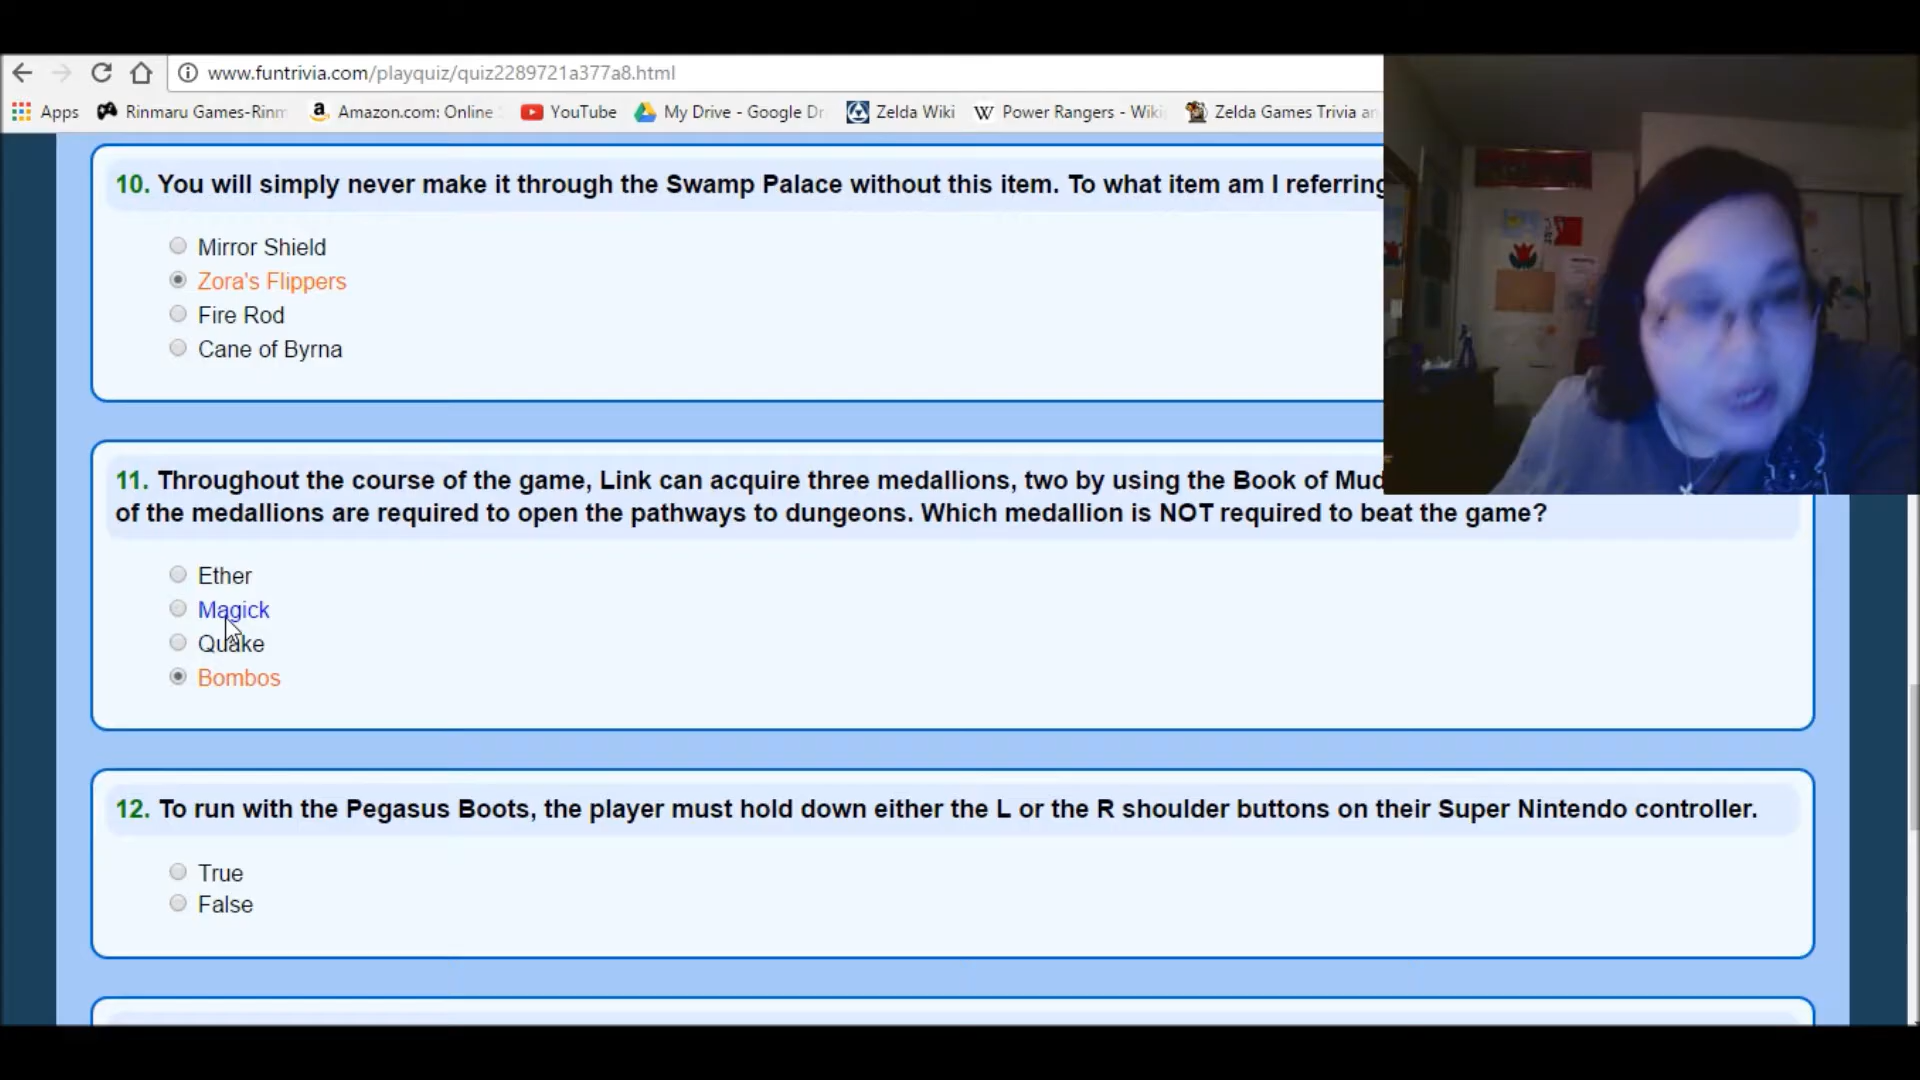 www.funtrivia.com/playquiz/quiz2289721a377a8.html
Apps Rinmaru Games-Rinm Amazon.com: Online YouTube My Drive - Google Dr Zelda Wiki Power Rangers - Wiki Zelda Games Trivia an
10. You will simply never make it through the Swamp Palace without this item. To what item am I referring
Mirror Shield
Zora's Flippers
Fire Rod
Cane of Byrna
11. Throughout the course of the game, Link can acquire three medallions, two by using the Book of Mud
of the medallions are required to open the pathways to dungeons. Which medallion is NOT required to beat the game?
Ether
Magick
Quake
Bombos
12. To run with the Pegasus Boots, the player must hold down either the L or the R shoulder buttons on their Super Nintendo controller.
True
False